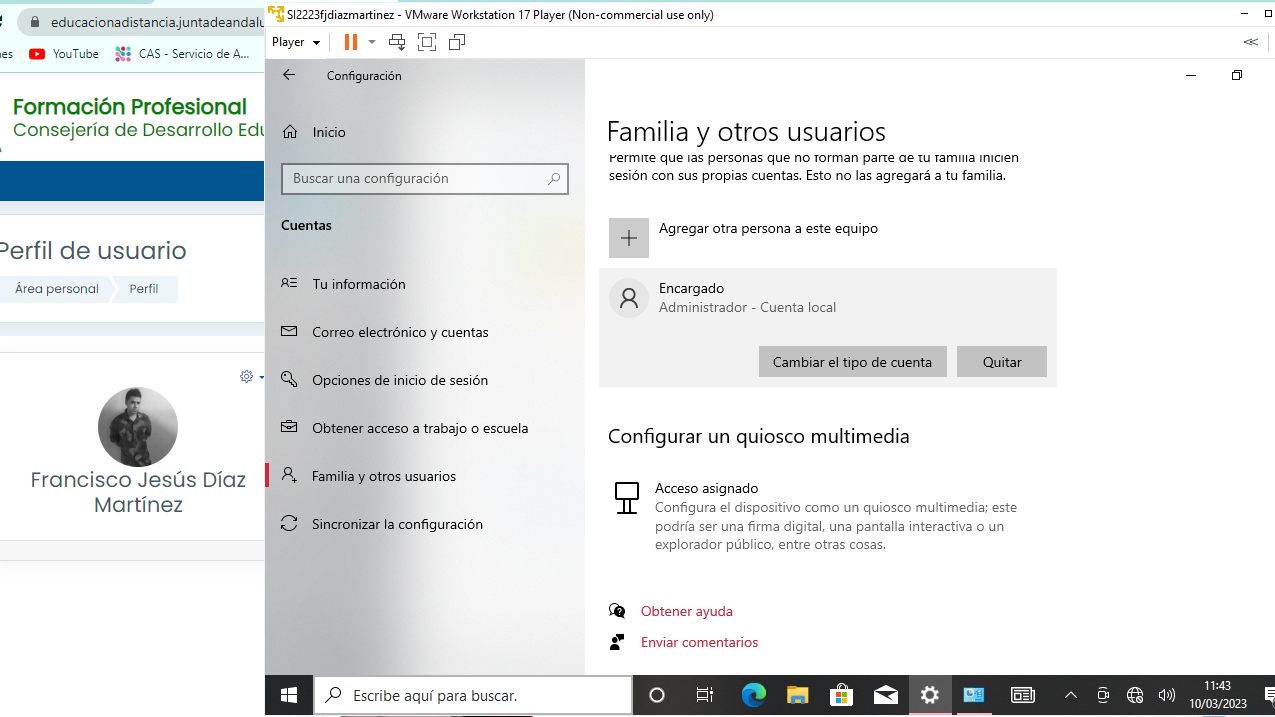 SI2223fjdiazmartinez - VMware Workstation 17 Player (Non-commercial use only)
educacionadistancia.juntadeandalu
Player
es
YouTube
CAS - Servicio de A...
Configuración
Formación Profesional
Consejería de Desarrollo Edu
Inicio
Buscar una configuración
Cuentas
Perfil de usuario
Área personal
Perfil
Francisco Jesús Díaz
Martínez
Tu información
Correo electrónico y cuentas
Opciones de inicio de sesión
Obtener acceso a trabajo o escuela
Familia y otros usuarios
Sincronizar la configuración
Familia y otros usuarios
Permite que las personas que no forman parte de tu familia inicien
sesión con sus propias cuentas. Esto no las agregará a tu familia.
Agregar otra persona a este equipo
Encargado
Administrador - Cuenta local
Cambiar el tipo de cuenta
Quitar
Configurar un quiosco multimedia
Acceso asignado
Configura el dispositivo como un quiosco multimedia; este
podría ser una firma digital, una pantalla interactiva o un
explorador público, entre otras cosas.
Obtener ayuda
Enviar comentarios
Escribe aquí para buscar.
11:43
10/03/2023